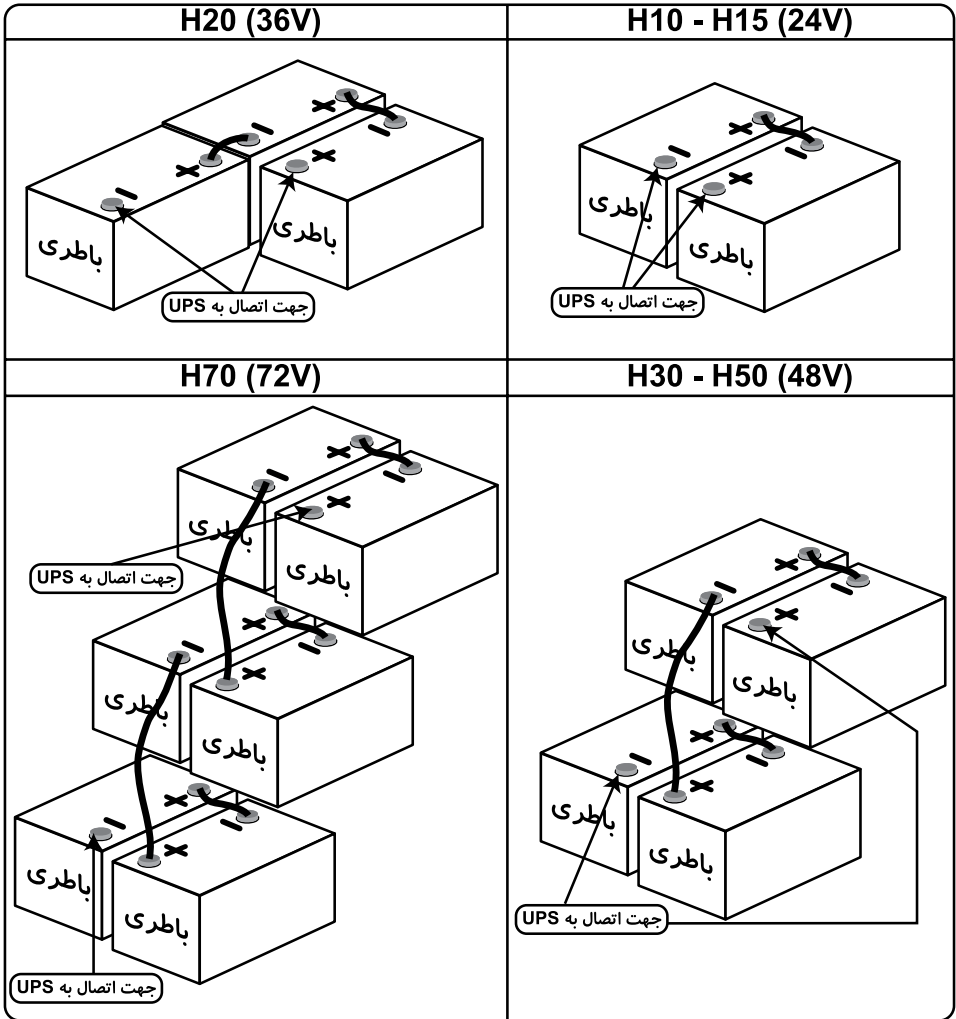 H20 (36V)
باطری
باطری
جهت اتصال به UPS
H10 - H15 (24V)
باطری
باطری
جهت اتصال به UPS
H70 (72V)
باطری
باطری
جهت اتصال به UPS
باطری
باطری
باطری
باطری
جهت اتصال به UPS
H30 - H50 (48V)
باطری
باطری
باطری
باطری
جهت اتصال به UPS